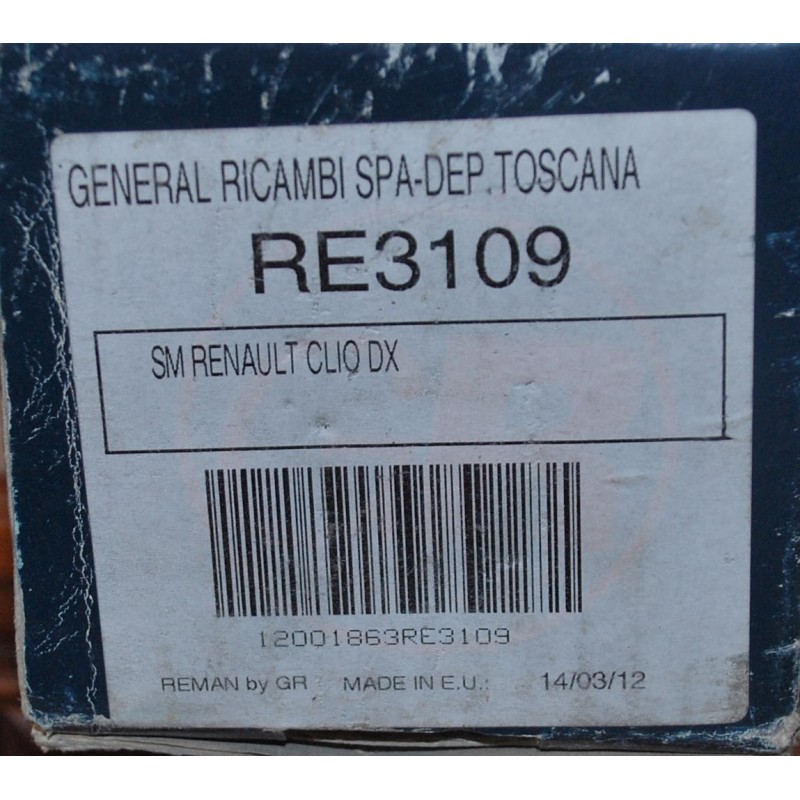 GENERAL RICAMBI SPA-DEP.TOSCANA
RE3109
SM RENAULT CLIO DX
12001863RE3109
REMAN by GR MADE IN E.U.: 14/03/12